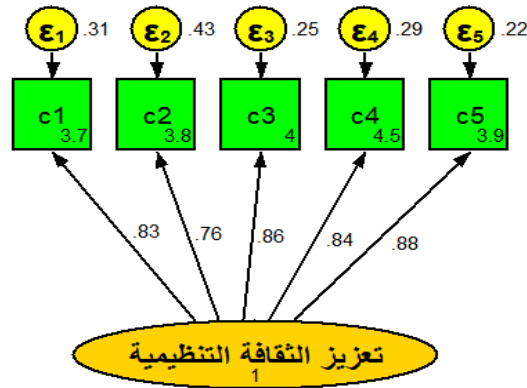 ε1 .31 ε2 .43 ε3 .25 ε4 .29 ε5 .22
c1 c2 c3 c4 c5
3.7 3.8 4 4.5 3.9
.83 .76 .86 .84 .88
تعزيز الثقافة التنظيمية
1